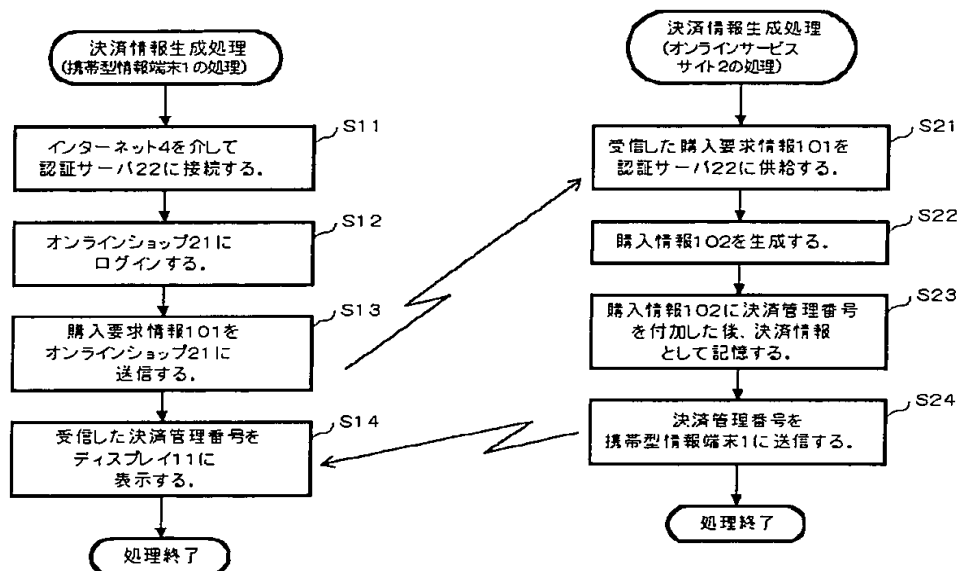 決済情報生成処理
(携帯型情報端末1の処理)
S11
インターネット4を介して
認証サーバ22に接続する.
S12
オンラインショップ21に
ログインする.
S13
購入要求情報101を
オンラインショップ21に
送信する.
S14
受信した決済管理番号を
ディスプレイ11に
表示する.
処理終了
決済情報生成処理
(オンラインサービス
サイト2の処理)
S21
受信した購入要求情報101を
認証サーバ22に供給する.
S22
購入情報102を生成する.
S23
購入情報102に決済管理番号
を付加した後、決済情報
として記憶する.
S24
決済管理番号を
携帯型情報端末1に送信する.
処理終了